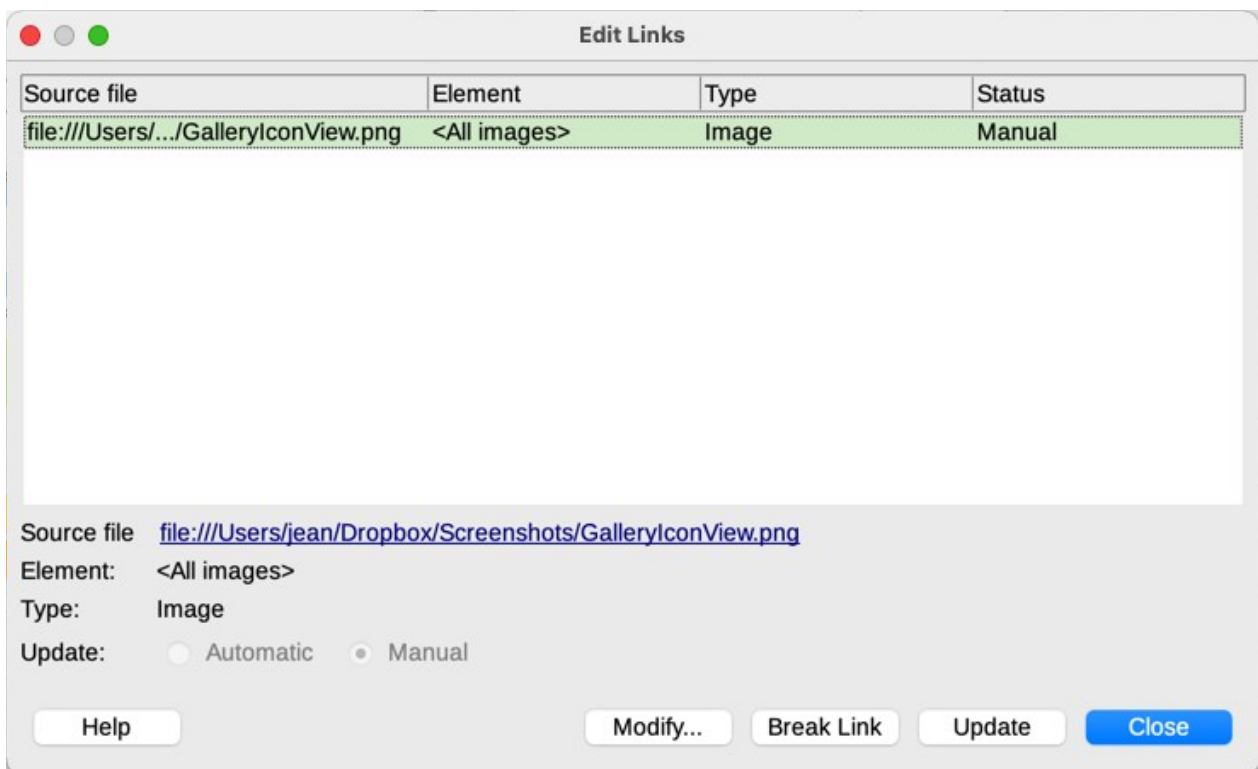 Edit Links
Source file Element Type Status
file:///Users/.../GalleryIconView.png <All images> Image Manual
Source file file:///Users/jean/Dropbox/Screenshots/GalleryIconView.png
Element: <All images>
Type: Image
Update: Automatic Manual
Help Modify... Break Link Update Close